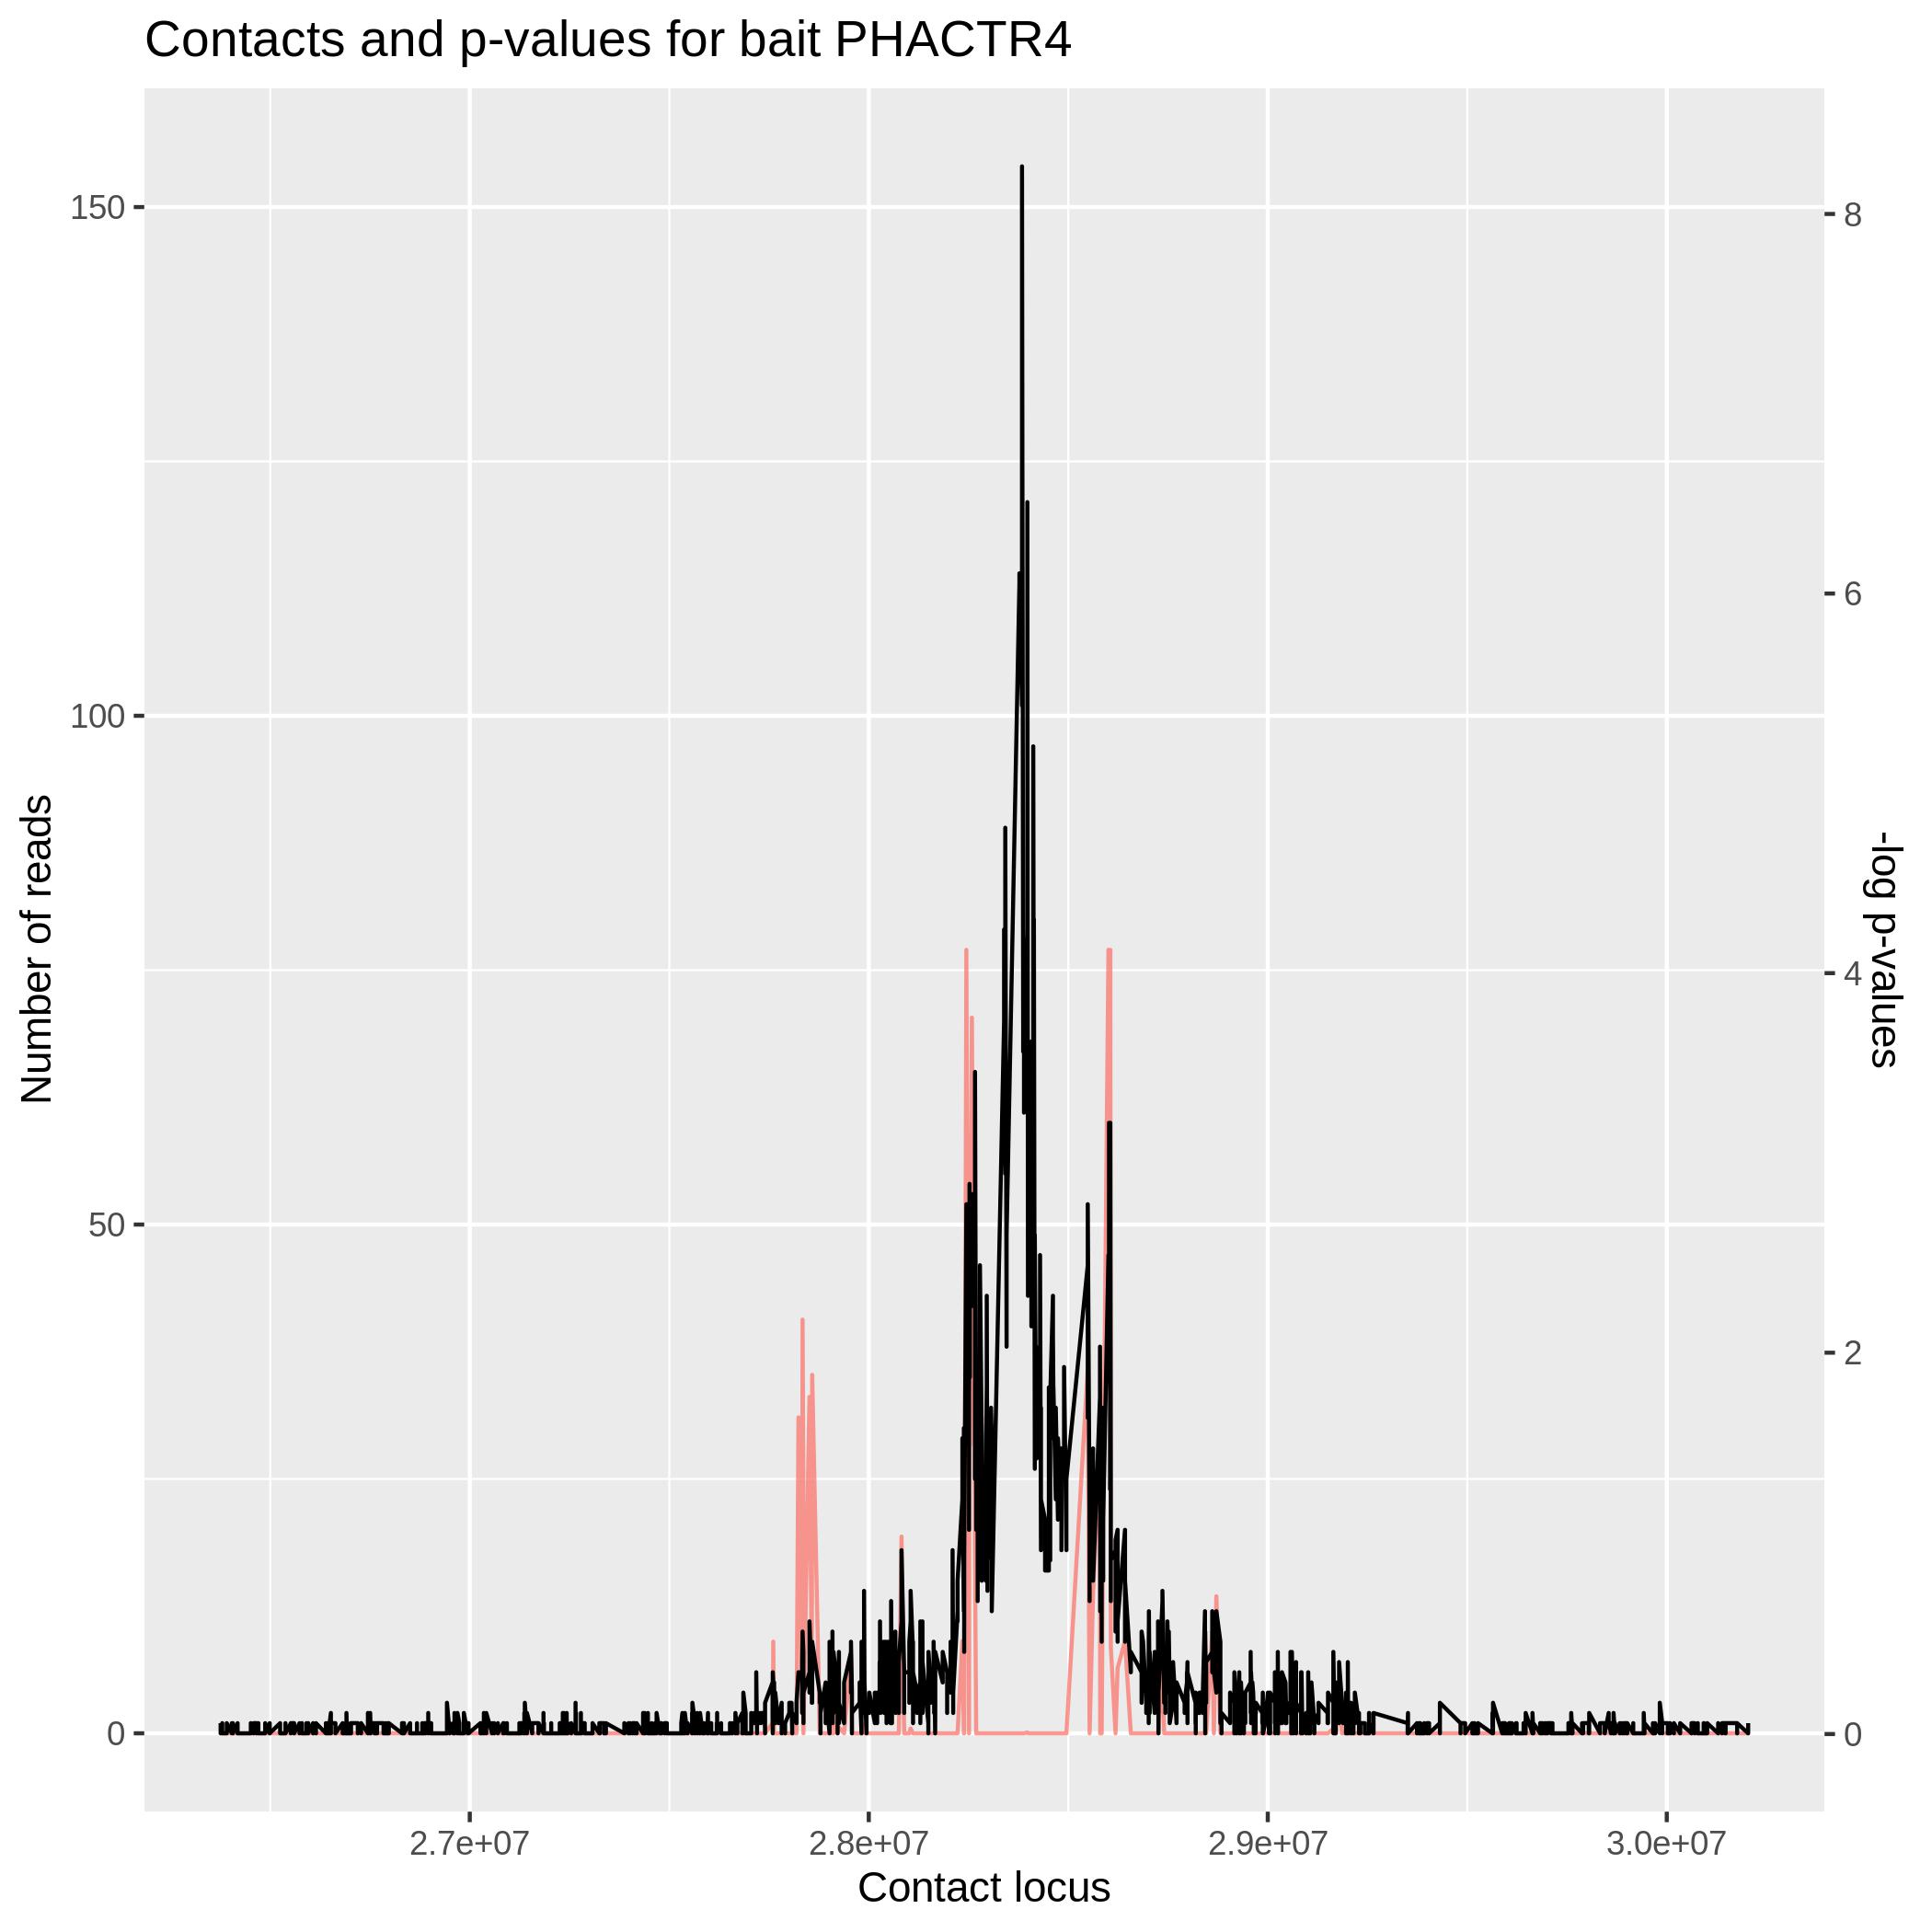 Contacts and p-values for bait PHACTR4
150
100
50
0
Number of reads
8
6
4
2
0
-log p-values
2.7e+07
2.8e+07
2.9e+07
3.0e+07
Contact locus